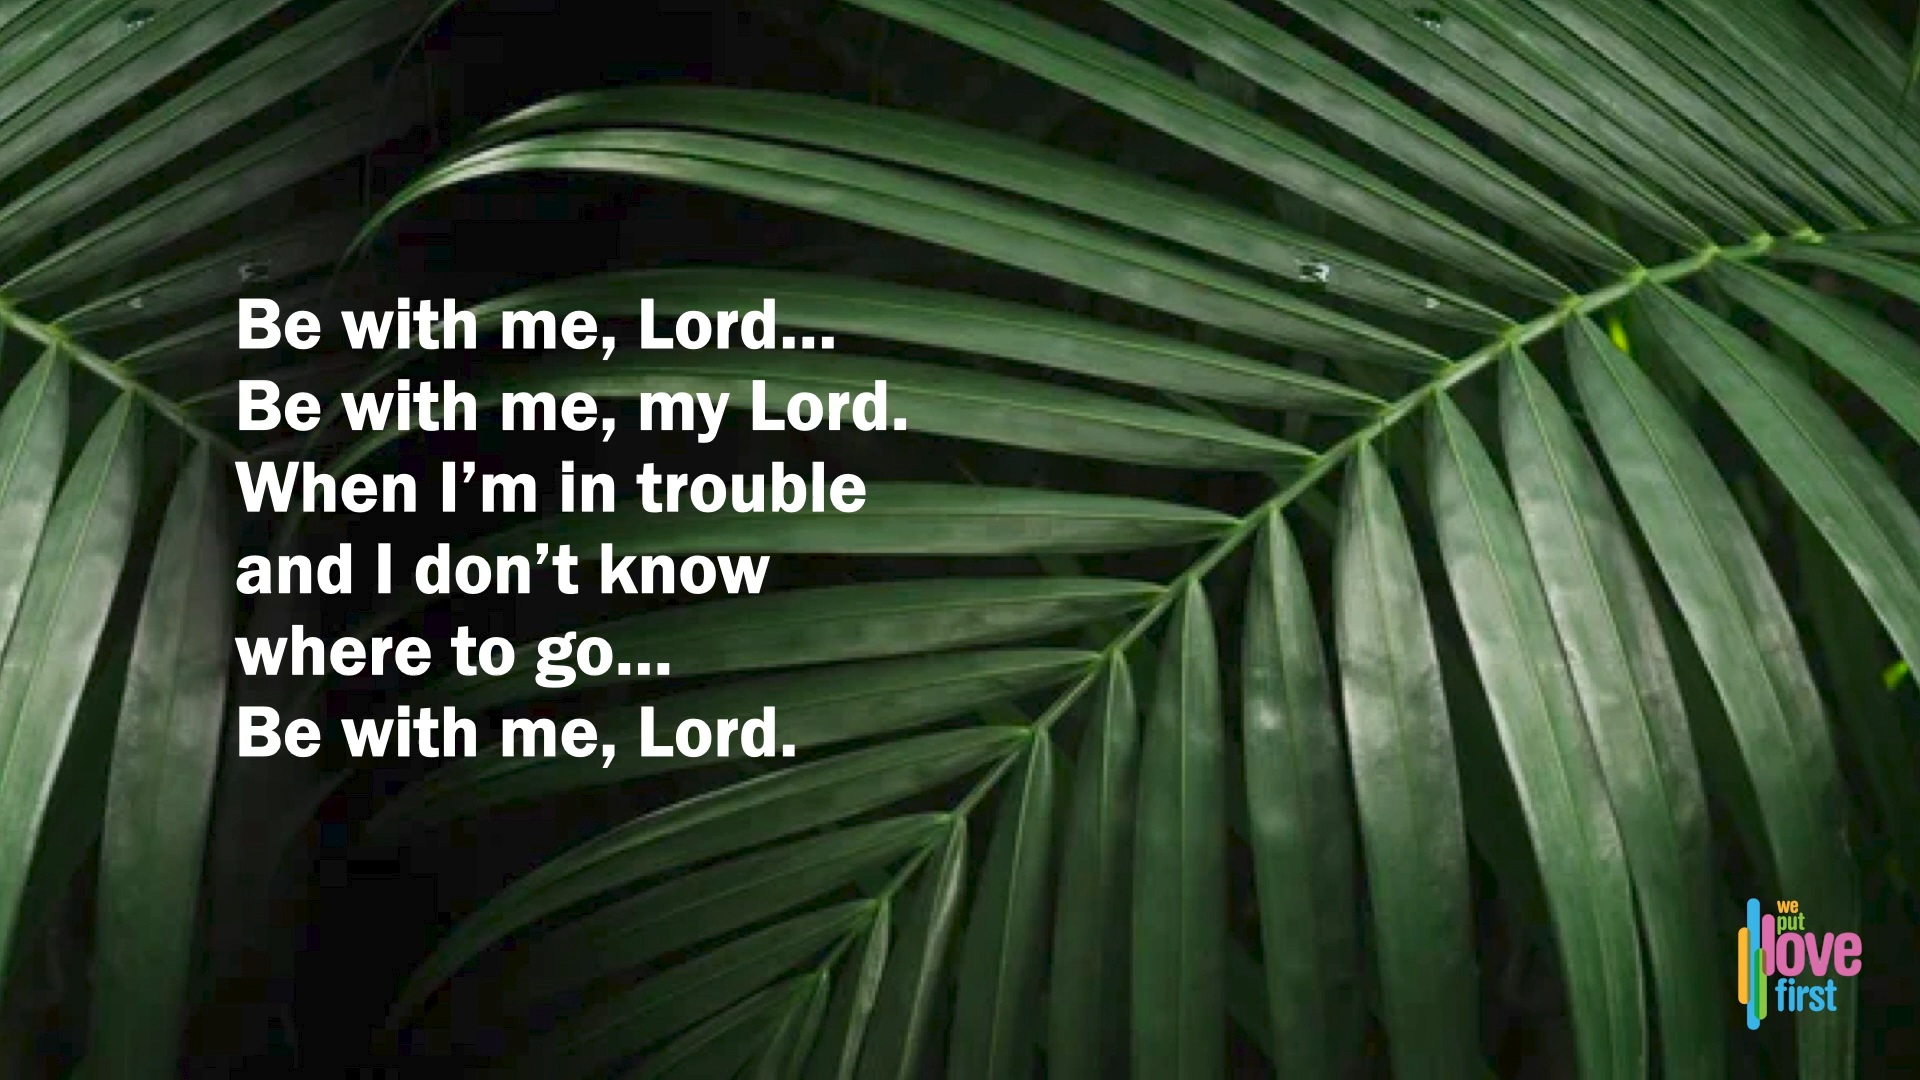 Be with me, Lord...
Be with me, my Lord.
When I’m in trouble
and I don’t know
where to go...
Be with me, Lord.
we
put
love
first